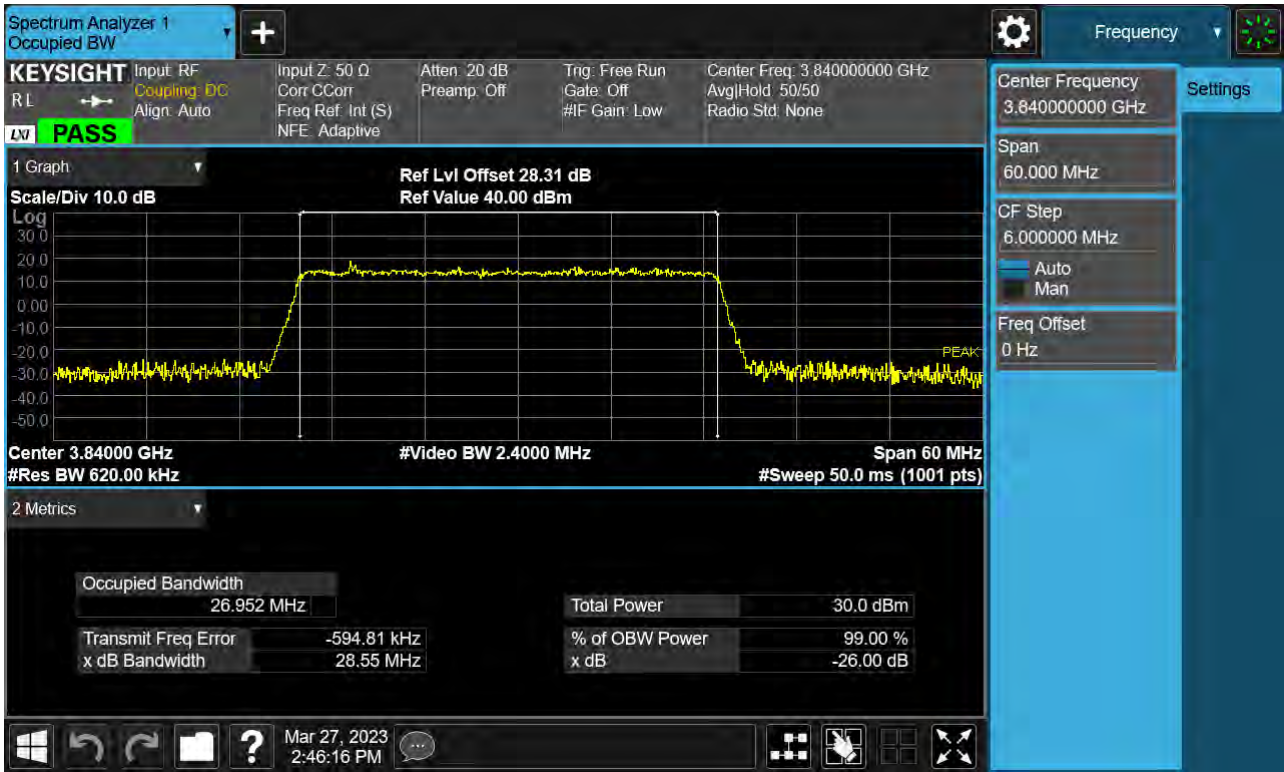 Spectrum Analyzer 1
Occupied BW
+
Frequency
KEYSIGHT
R L
LXI
PASS
Input: RF
Coupling: DC
Align: Auto
Input Z: 50 Ω
Corr CCorr
Freq Ref: Int (S)
NFE: Adaptive
Atten: 20 dB
Preamp: Off
Trig: Free Run
Gate: Off
#IF Gain: Low
Center Freq: 3.840000000 GHz
Avg|Hold: 50/50
Radio Std: None
Center Frequency
3.840000000 GHz
Settings
Span
60.000 MHz
CF Step
6.000000 MHz
Auto
Man
Freq Offset
0 Hz
1 Graph
Ref Lvl Offset 28.31 dB
Scale/Div 10.0 dB
Ref Value 40.00 dBm
Log
30.0
20.0
10.0
0.00
-10.0
-20.0
-30.0
-40.0
-50.0
PEAK
Center 3.84000 GHz
#Video BW 2.4000 MHz
Span 60 MHz
#Res BW 620.00 kHz
#Sweep 50.0 ms (1001 pts)
2 Metrics
Occupied Bandwidth
26.952 MHz
Total Power 30.0 dBm
Transmit Freq Error -594.81 kHz
% of OBW Power 99.00 %
x dB Bandwidth 28.55 MHz
x dB -26.00 dB
?
Mar 27, 2023
2:46:16 PM